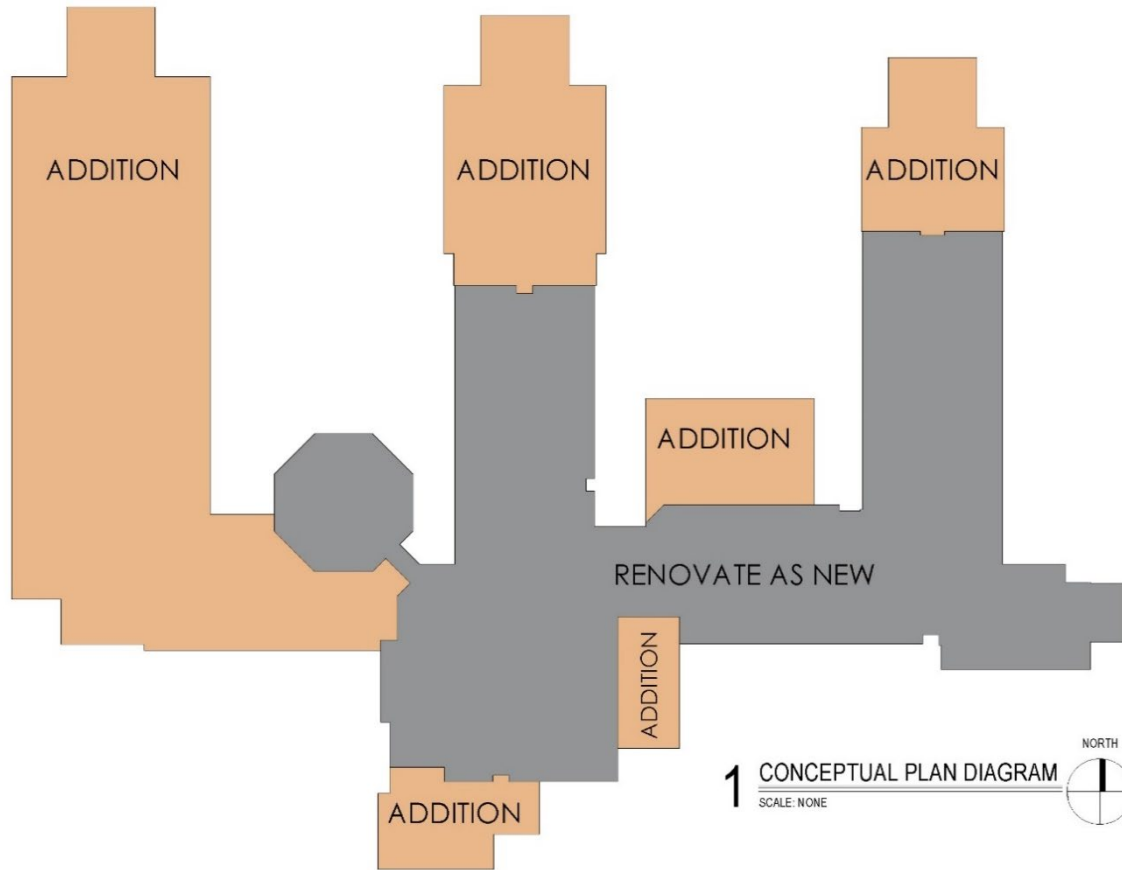 ADDITION
ADDITION
ADDITION
ADDITION
RENOVATE AS NEW
ADDITION
ADDITION
1 CONCEPTUAL PLAN DIAGRAM
SCALE: NONE
NORTH